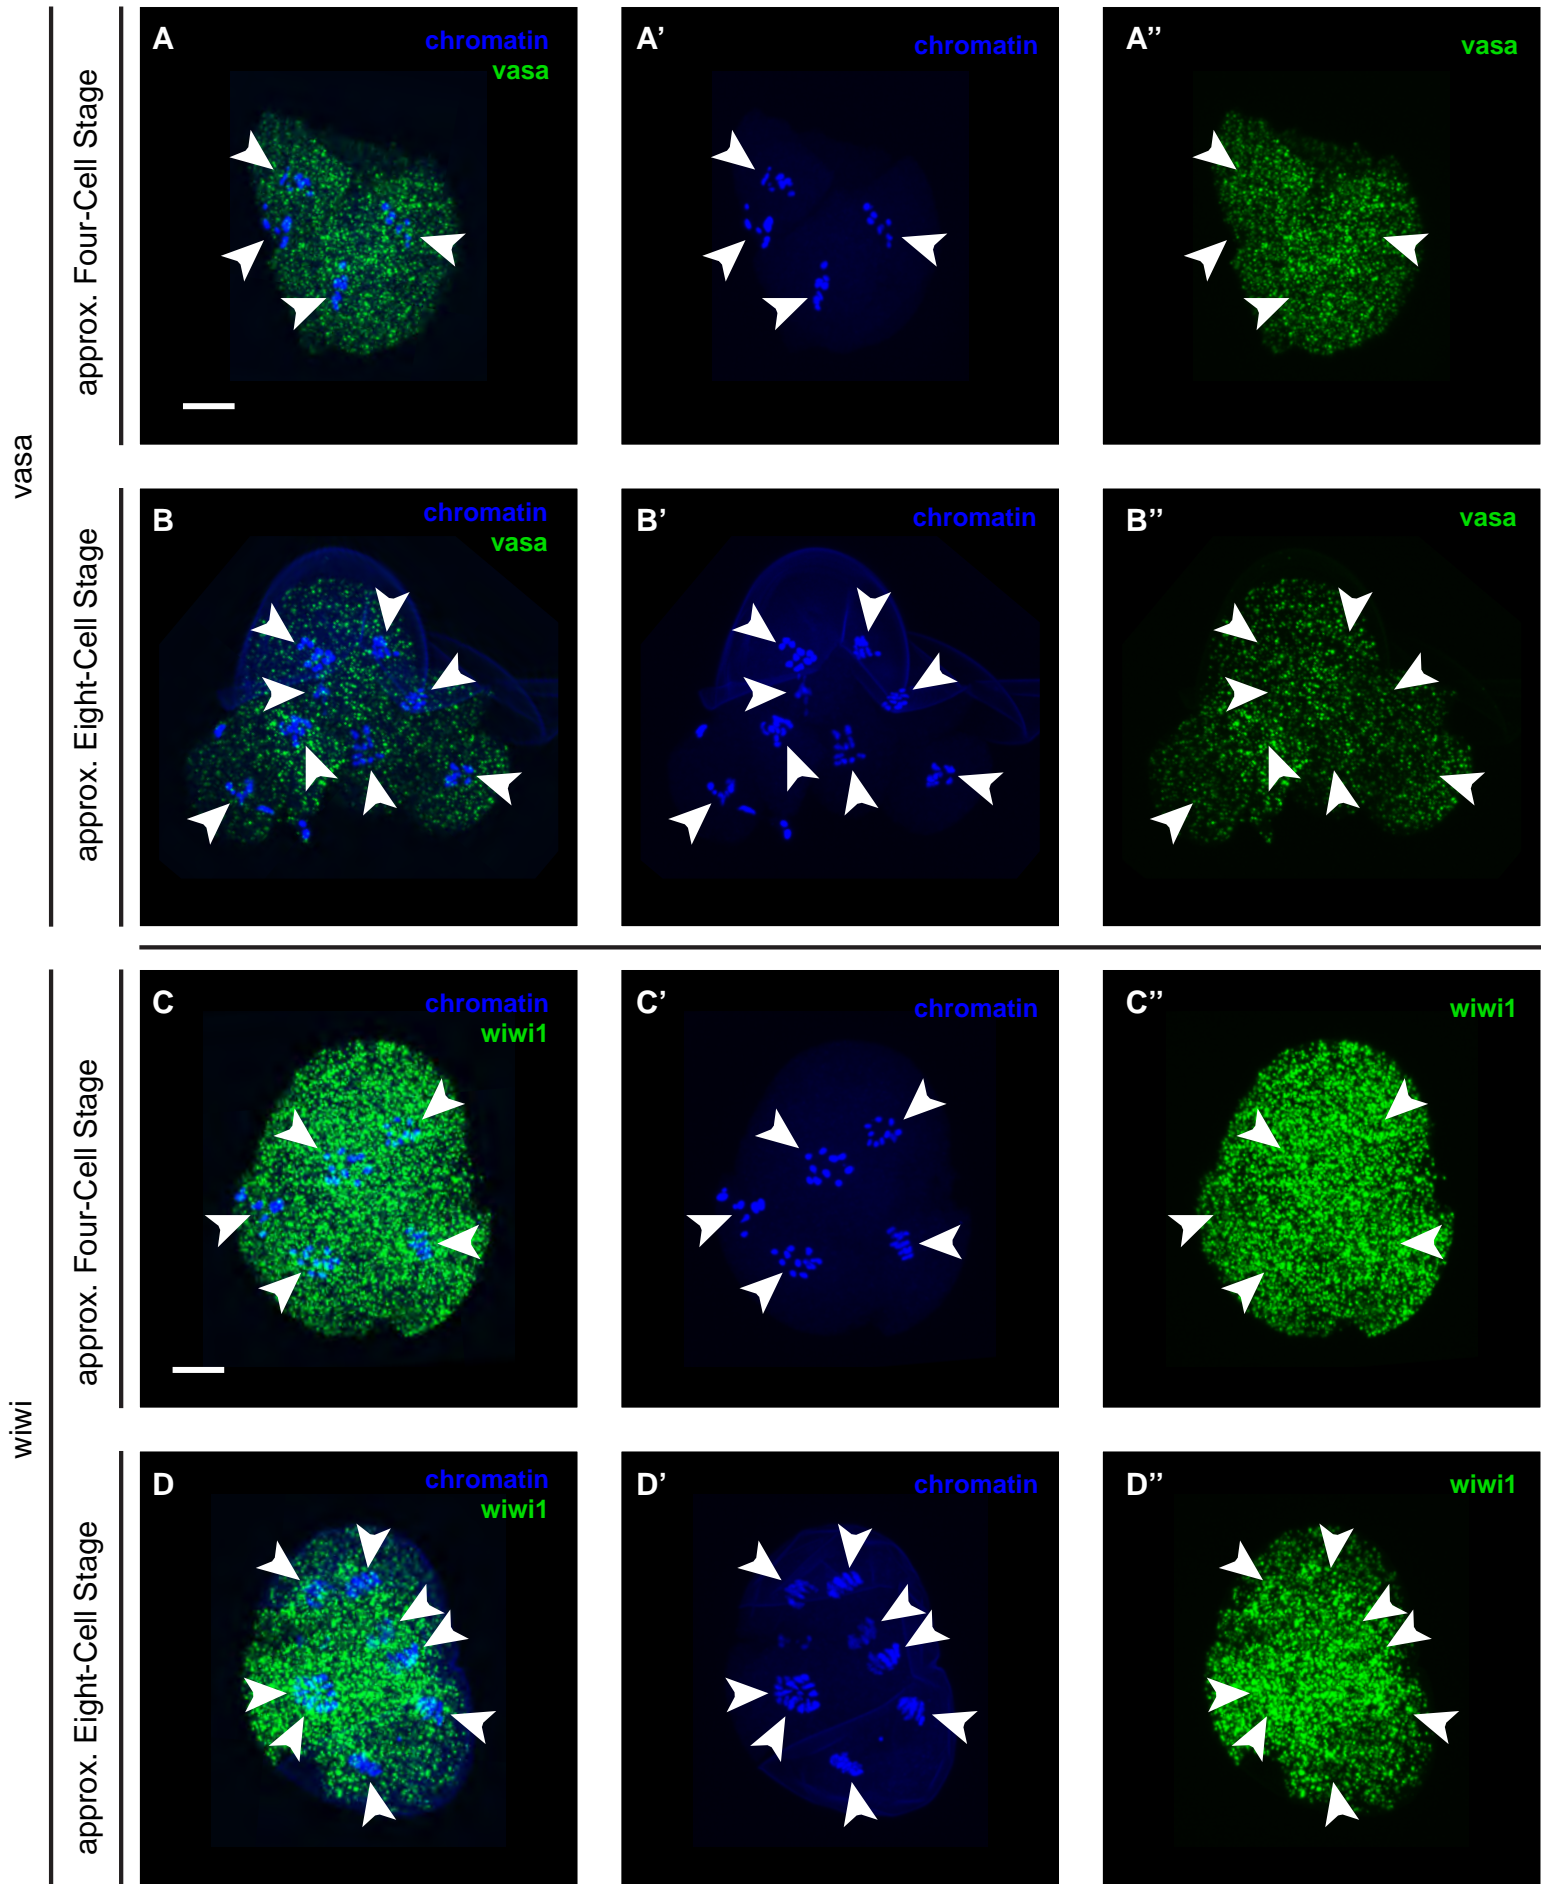 vasa
approx. Four-Cell Stage
A
chromatin
vasa
A’
chromatin
A’’
vasa
approx. Eight-Cell Stage
B
chromatin
vasa
B’
chromatin
B’’
vasa
wiwi
approx. Four-Cell Stage
C
chromatin
wiwi1
C’
chromatin
C’’
wiwi1
approx. Eight-Cell Stage
D
chromatin
wiwi1
D’
chromatin
D’’
wiwi1